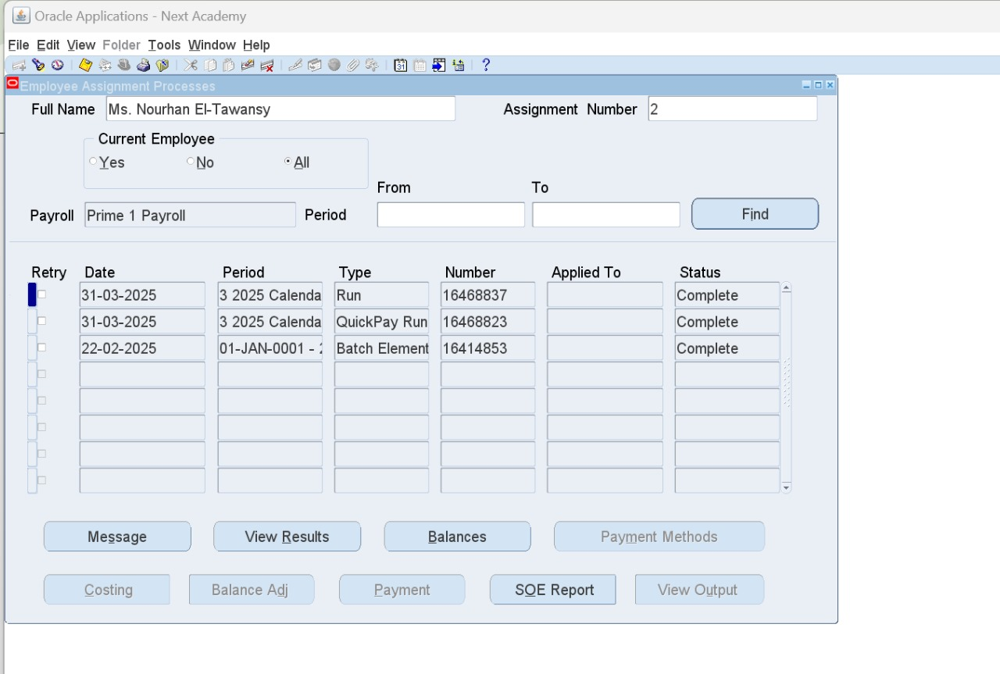 Oracle Applications - Next Academy
File Edit View Folder Tools Window Help
31
?
Employee Assignment Processes
Full Name Ms. Nourhan El-Tawansy Assignment Number 2
Current Employee
Yes No All
From To
Payroll Prime 1 Payroll Period Find
Retry Date Period Type Number Applied To Status
31-03-2025 3 2025 Calenda Run 16468837 Complete
31-03-2025 3 2025 Calenda QuickPay Run 16468823 Complete
22-02-2025 01-JAN-0001 - Batch Element 16414853 Complete
Message View Results Balances Payment Methods
Costing Balance Adj Payment SOE Report View Output